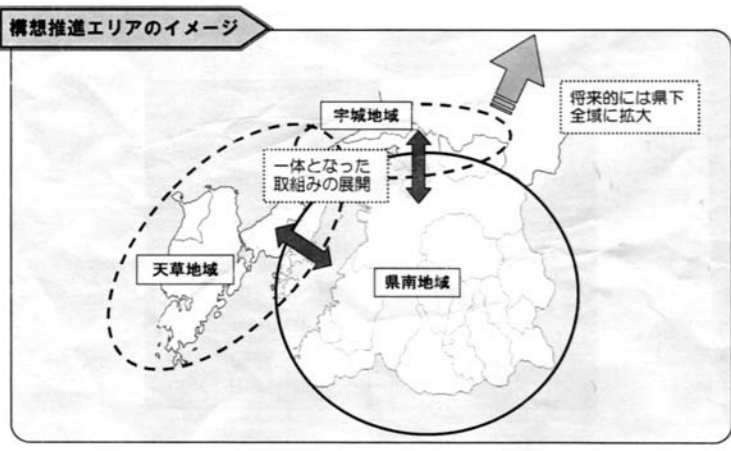 構想推進エリアのイメージ
宇城地域
将来的には県下
全域に拡大
一体となった
取組みの展開
天草地域
県南地域